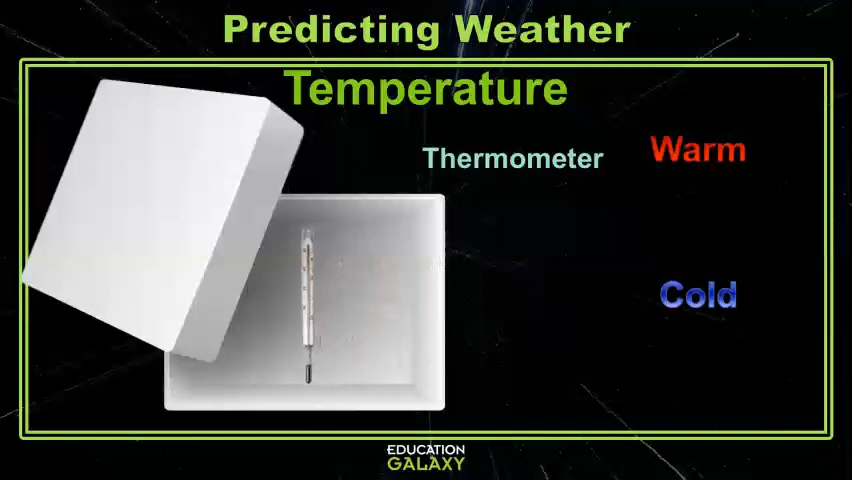 Predicting Weather
Temperature
Thermometer
Warm
Cold
EDUCATION
GALAXY